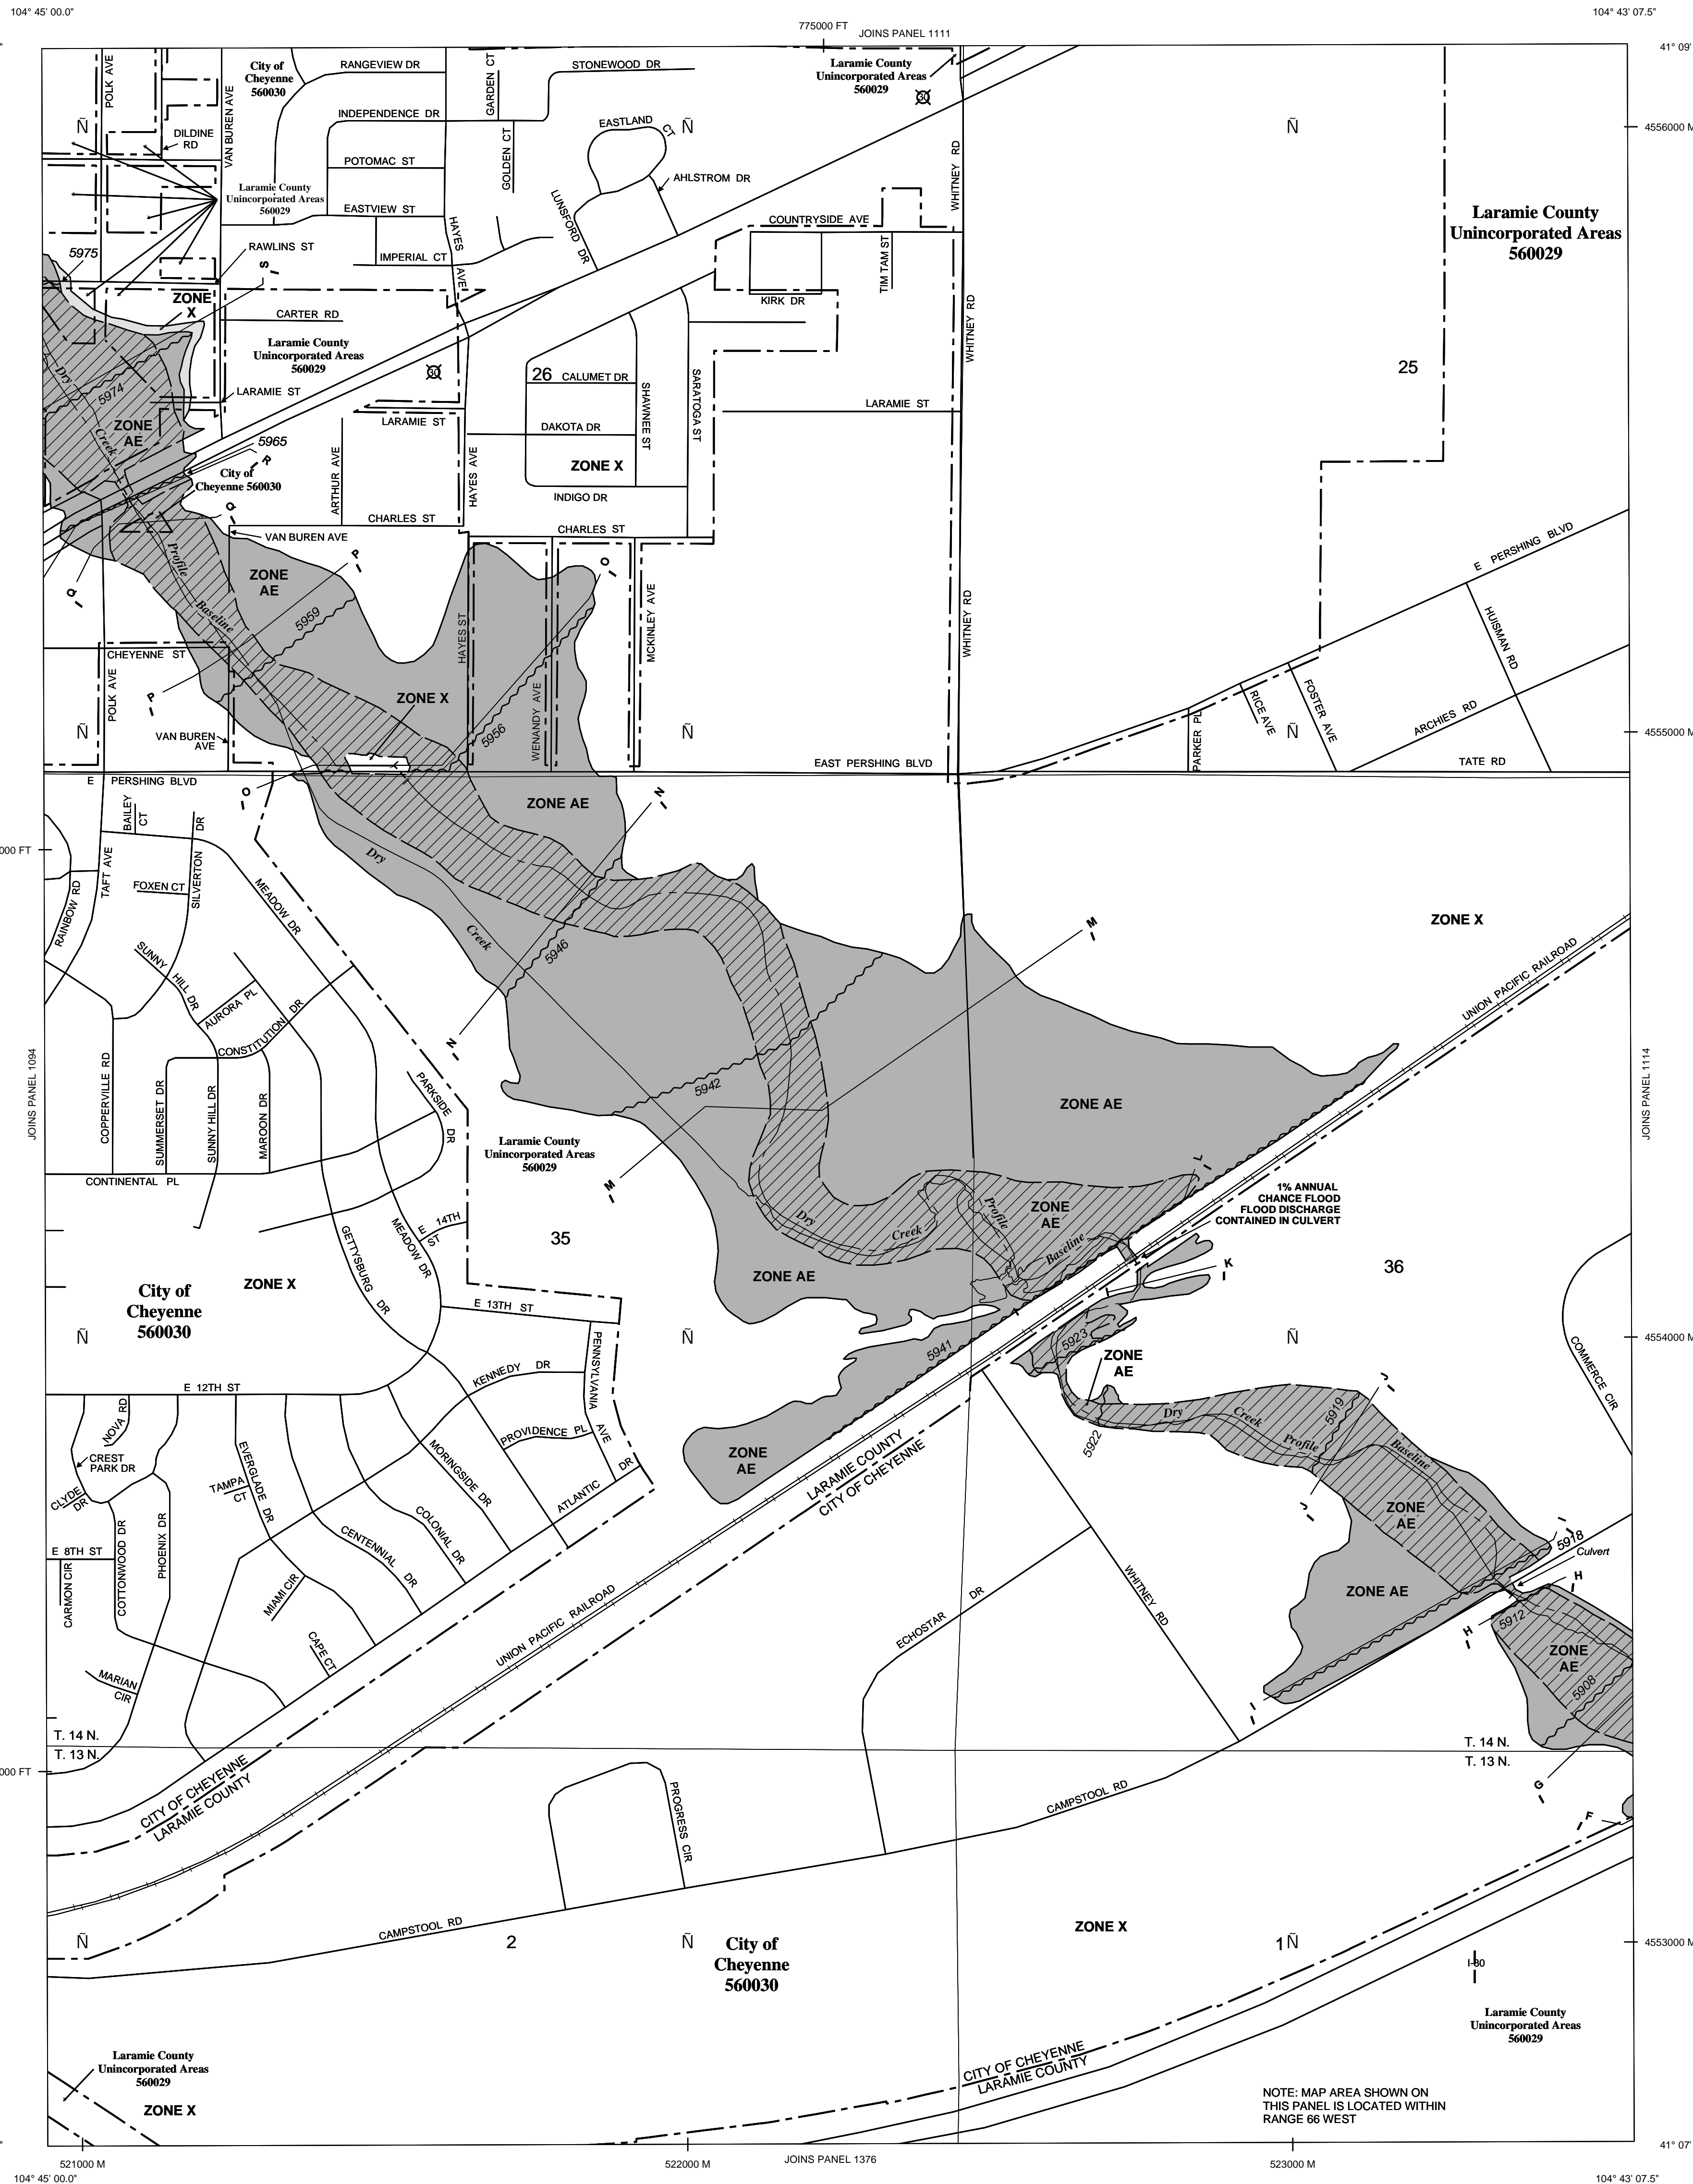 104° 45' 00.0"
104° 43' 07.5"
775000 FT
JOINS PANEL 1111
41° 09'
POLK AVE
City of
Cheyenne
560030
RANGEVIEW DR
GARDEN CT
STONEWOOD DR
Laramie County
Unincorporated Areas
560029
30
VAN BUREN AVE
INDEPENDENCE DR
EASTLAND CT
4556000 M
Ñ
Ñ
Ñ
DILDINE
RD
POTOMAC ST
GOLDEN CT
AHLSTROM DR
WHITNEY RD
Laramie County
Unincorporated Areas
560029
EASTVIEW ST
LUNSFORD DR
COUNTRYSIDE AVE
Laramie County
Unincorporated Areas
560029
5975
RAWLINS ST
S
IMPERIAL CT
HAYES AVE
TIM TAM ST
ZONE
X
CARTER RD
KIRK DR
WHITNEY RD
Laramie County
Unincorporated Areas
560029
30
Dry
5974
26
CALUMET DR
SHAWNEE ST
SARATOGA ST
25
LARAMIE ST
LARAMIE ST
LARAMIE ST
ZONE
AE
Creek
5965
R
DAKOTA DR
City of
Cheyenne 560030
ARTHUR AVE
HAYES AVE
ZONE X
INDIGO DR
Q
CHARLES ST
CHARLES ST
VAN BUREN AVE
E PERSHING BLVD
Profile
P
O
ZONE
AE
Q
Baseline
5959
HAYES ST
MCKINLEY AVE
WHITNEY RD
HUISMAN RD
CHEYENNE ST
POLK AVE
P
ZONE X
WENANDY AVE
RICE AVE
FOSTER AVE
ARCHIES RD
PARKER PL
Ñ
VAN BUREN
AVE
5956
Ñ
Ñ
4555000 M
EAST PERSHING BLVD
TATE RD
E PERSHING BLVD
O
N
ZONE AE
BAILEY
CT
SILVERTON DR
000 FT
TAFT AVE
Dry
RAINBOW RD
FOXEN CT
MEADOW DR
M
ZONE X
Creek
5946
SUNNY HILL DR
AURORA PL
CONSTITUTION DR
UNION PACIFIC RAILROAD
N
JOINS PANEL 1094
COPPERVILLE RD
SUMMERSET DR
SUNNY HILL DR
MAROON DR
PARKSIDE DR
5942
ZONE AE
JOINS PANEL 1114
Laramie County
Unincorporated Areas
560029
M
L
CONTINENTAL PL
1% ANNUAL
CHANCE FLOOD
FLOOD DISCHARGE
CONTAINED IN CULVERT
Dry
Creek
Profile
ZONE
AE
Baseline
E 14TH
ST
MEADOW DR
GETTYSBURG DR
35
K
36
ZONE AE
City of
Cheyenne
560030
ZONE X
E 13TH ST
Ñ
Ñ
Ñ
4554000 M
5941
5923
ZONE
AE
COMMERCE CIR
PENNSYLVANIA AVE
KENNEDY DR
E 12TH ST
J
NOVA RD
PROVIDENCE PL
Dry
Creek
5919
5922
Profile
Baseline
CREST
PARK DR
ZONE
AE
LARAMIE COUNTY
CITY OF CHEYENNE
EVERGLADE DR
MORNINGSIDE DR
TAMPA
CT
CLYDE
DR
ATLANTIC DR
J
ZONE
AE
COLONIAL DR
CENTENNIAL DR
COTTONWOOD DR
PHOENIX DR
E 8TH ST
I
5918
Culvert
CARMON CIR
MIAMI CIR
WHITNEY RD
ZONE AE
H
ECHOSTAR DR
UNION PACIFIC RAILROAD
H
5912
CAPE CT
ZONE
AE
MARIAN
CIR
5908
I
T. 14 N.
T. 13 N.
T. 14 N.
T. 13 N.
000 FT
CITY OF CHEYENNE
LARAMIE COUNTY
PROGRESS CIR
CAMPSTOOL RD
G
F
CAMPSTOOL RD
ZONE X
Ñ
2
Ñ
City of
Cheyenne
560030
1
Ñ
4553000 M
I-80
Laramie County
Unincorporated Areas
560029
CITY OF CHEYENNE
LARAMIE COUNTY
Laramie County
Unincorporated Areas
560029
ZONE X
NOTE: MAP AREA SHOWN ON
THIS PANEL IS LOCATED WITHIN
RANGE 66 WEST
41° 07'
521000 M
522000 M
JOINS PANEL 1376
523000 M
104° 45' 00.0"
104° 43' 07.5"